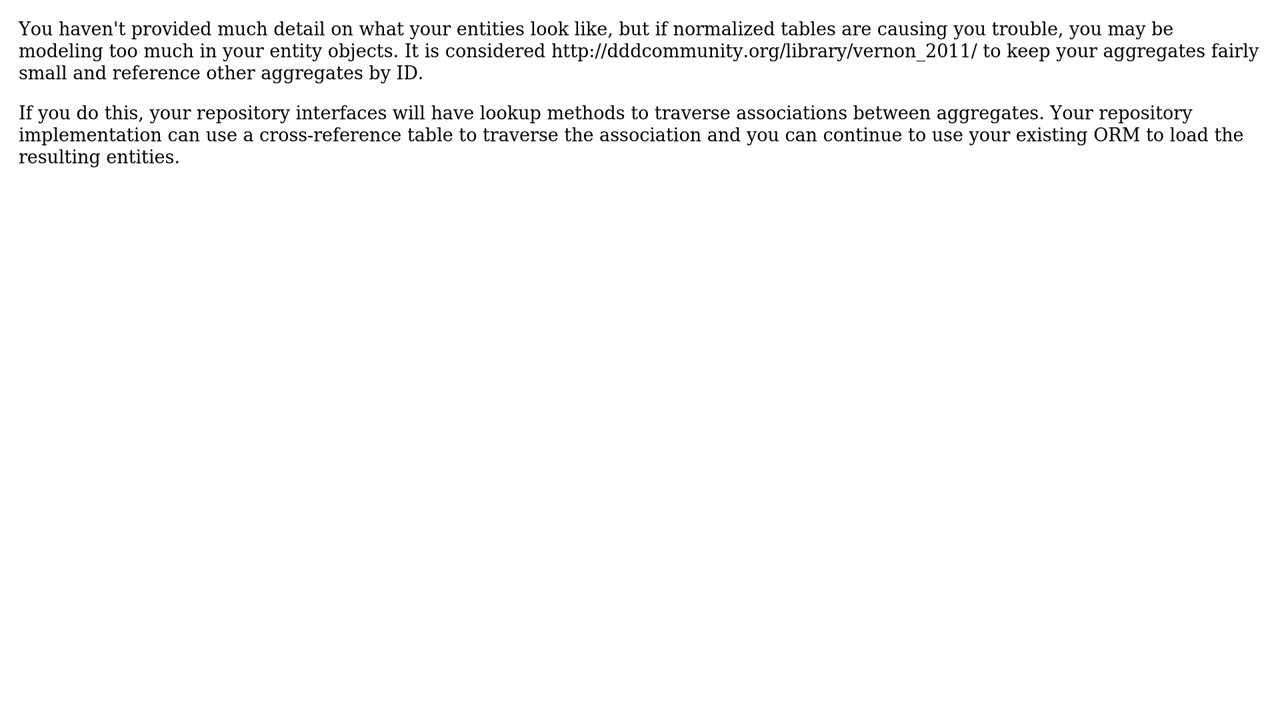 You haven't provided much detail on what your entities look like, but if normalized tables are causing you trouble, you may be
modeling too much in your entity objects. It is considered http://dddcommunity.org/library/vernon_2011/ to keep your aggregates fairly
small and reference other aggregates by ID.
If you do this, your repository interfaces will have lookup methods to traverse associations between aggregates. Your repository
implementation can use a cross-reference table to traverse the association and you can continue to use your existing ORM to load the
resulting entities.